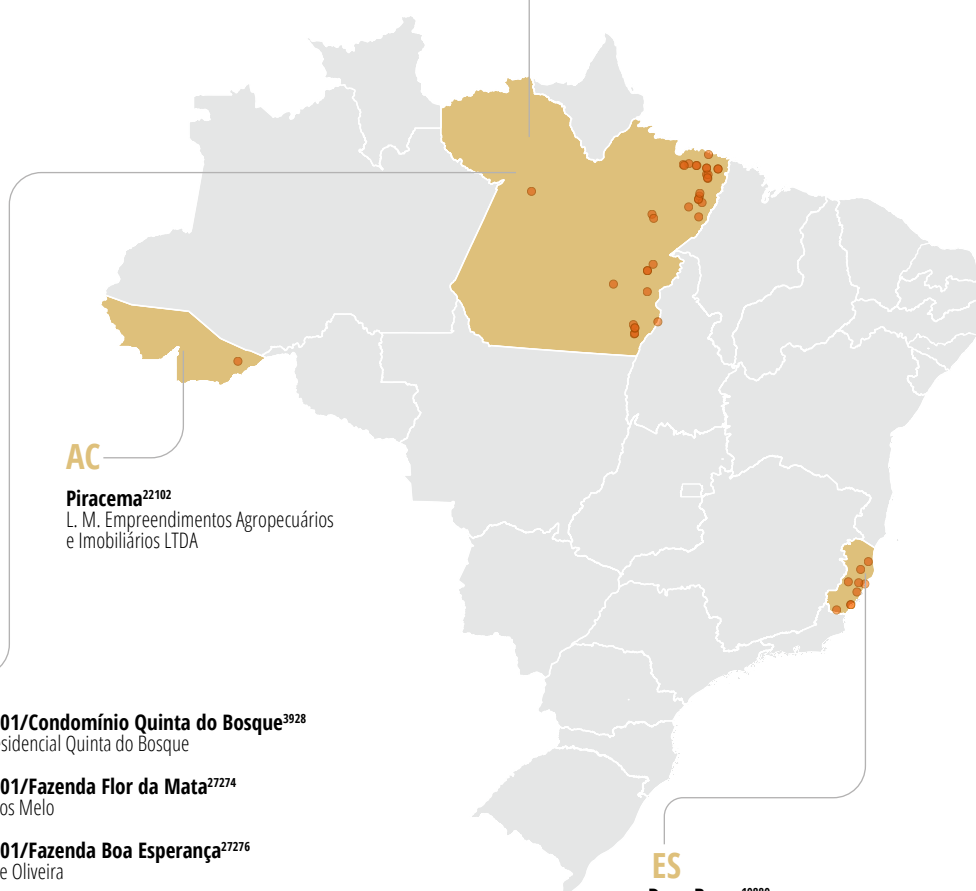 AC
Piracema22102
L. M. Empreendimentos Agropecuários
e Imobiliários LTDA
01/Condomínio Quinta do Bosque3928
sidencial Quinta do Bosque
01/Fazenda Flor da Mata27274
os Melo
01/Fazenda Boa Esperança27276
e Oliveira
ES